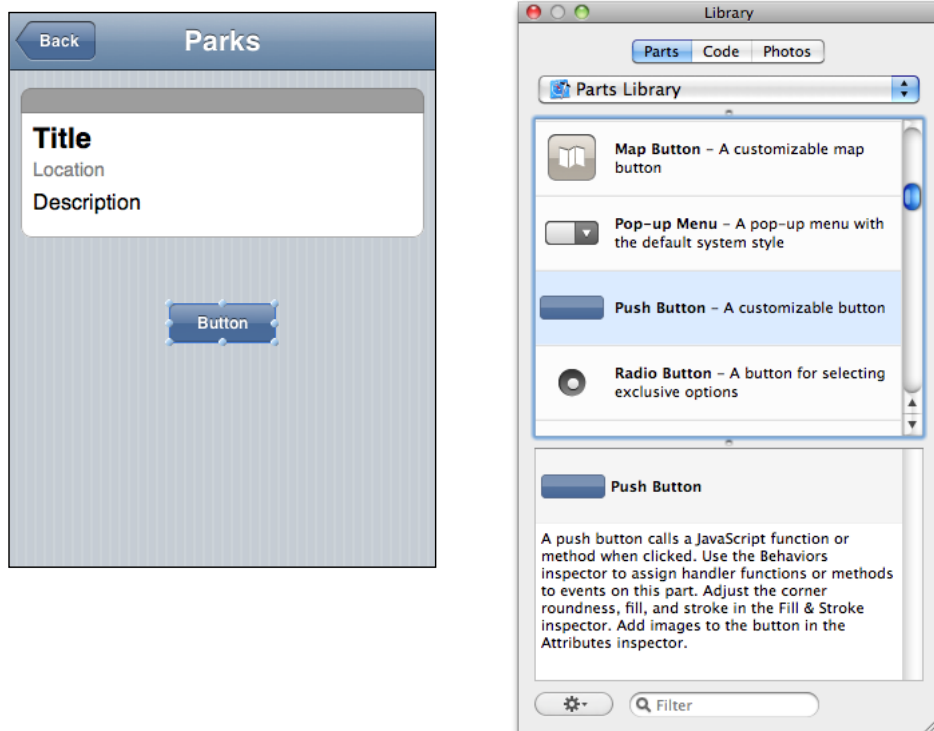 Back
Parks
Title
Location
Description
Button
Library
Parts
Code
Photos
Parts Library
Map Button – A customizable map
button
Pop-up Menu – A pop-up menu with
the default system style
Push Button – A customizable button
Radio Button – A button for selecting
exclusive options
Push Button
A push button calls a JavaScript function or
method when clicked. Use the Behaviors
inspector to assign handler functions or methods
to events on this part. Adjust the corner
roundness, fill, and stroke in the Fill & Stroke
inspector. Add images to the button in the
Attributes inspector.
Filter